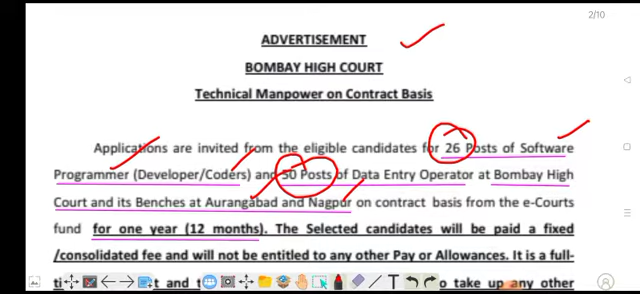 2/10
ADVERTISEMENT
BOMBAY HIGH COURT
Technical Manpower on Contract Basis
Applications are invited from the eligible candidates for 26 Posts of Software
Programmer (Developer/Coders) and 50 Posts of Data Entry Operator at Bombay High
Court and its Benches at Aurangabad and Nagpur on contract basis from the e-Courts
fund for one year (12 months). The Selected candidates will be paid a fixed
/consolidated fee and will not be entitled to any other Pay or Allowances. It is a full-
and to take up any other